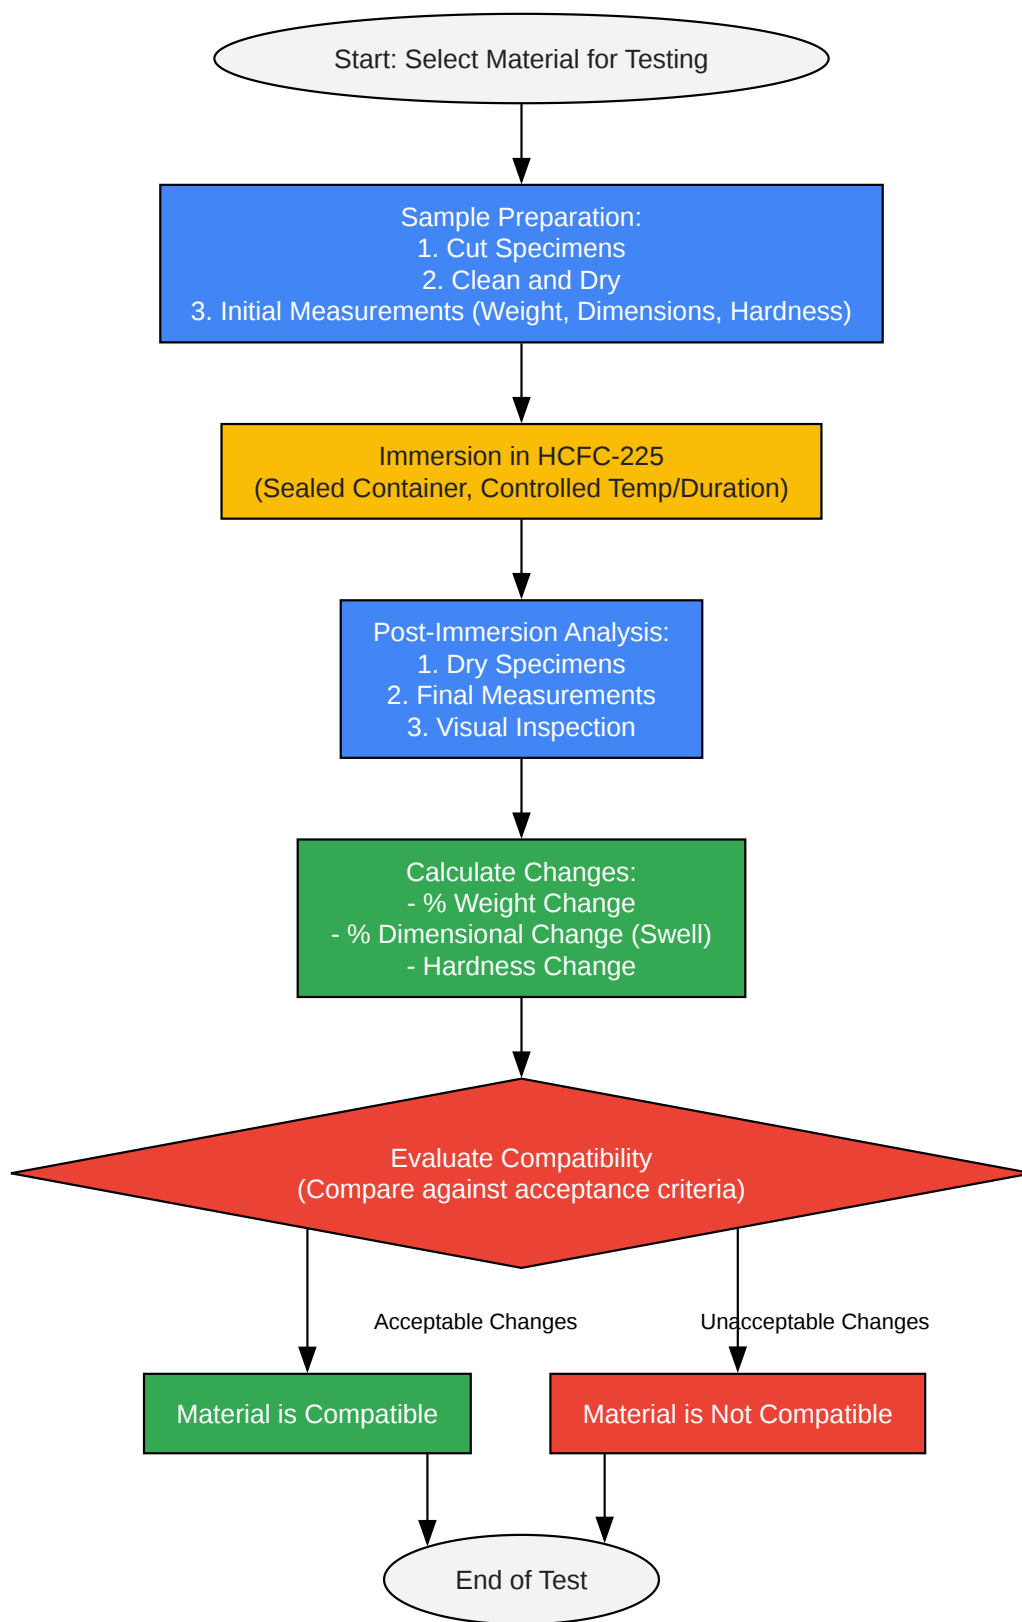 Start: Select Material for Testing
Sample Preparation:
1. Cut Specimens
2. Clean and Dry
3. Initial Measurements (Weight, Dimensions, Hardness)
Immersion in HCFC-225
(Sealed Container, Controlled Temp/Duration)
Post-Immersion Analysis:
1. Dry Specimens
2. Final Measurements
3. Visual Inspection
Calculate Changes:
- % Weight Change
- % Dimensional Change (Swell)
- Hardness Change
Evaluate Compatibility
(Compare against acceptance criteria)
Acceptable Changes
Unacceptable Changes
Material is Compatible
Material is Not Compatible
End of Test